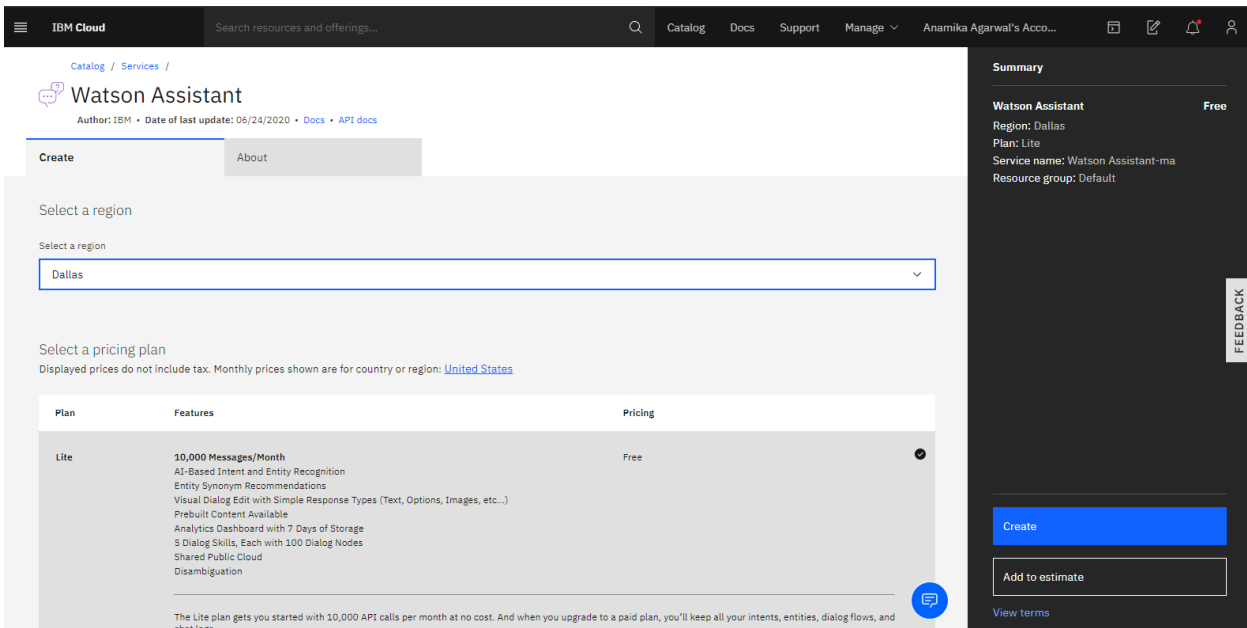 IBM Cloud
Search resources and offerings...
Catalog
Docs
Support
Manage
Anamika Agarwal's Acco...
Catalog / Services /
Watson Assistant
Author: IBM • Date of last update: 06/24/2020 • Docs • API docs
Create
About
Select a region
Select a region
Dallas
Select a pricing plan
Displayed prices do not include tax. Monthly prices shown are for country or region: United States
Plan
Features
Pricing
Lite
10,000 Messages/Month
Free
AI-Based Intent and Entity Recognition
Entity Synonym Recommendations
Visual Dialog Edit with Simple Response Types (Text, Options, Images, etc...)
Prebuilt Content Available
Analytics Dashboard with 7 Days of Storage
5 Dialog Skills, Each with 100 Dialog Nodes
Shared Public Cloud
Disambiguation
The Lite plan gets you started with 10,000 API calls per month at no cost. And when you upgrade to a paid plan, you'll keep all your intents, entities, dialog flows, and
chat logs
Summary
Watson Assistant
Free
Region: Dallas
Plan: Lite
Service name: Watson Assistant-ma
Resource group: Default
FEEDBACK
Create
Add to estimate
View terms